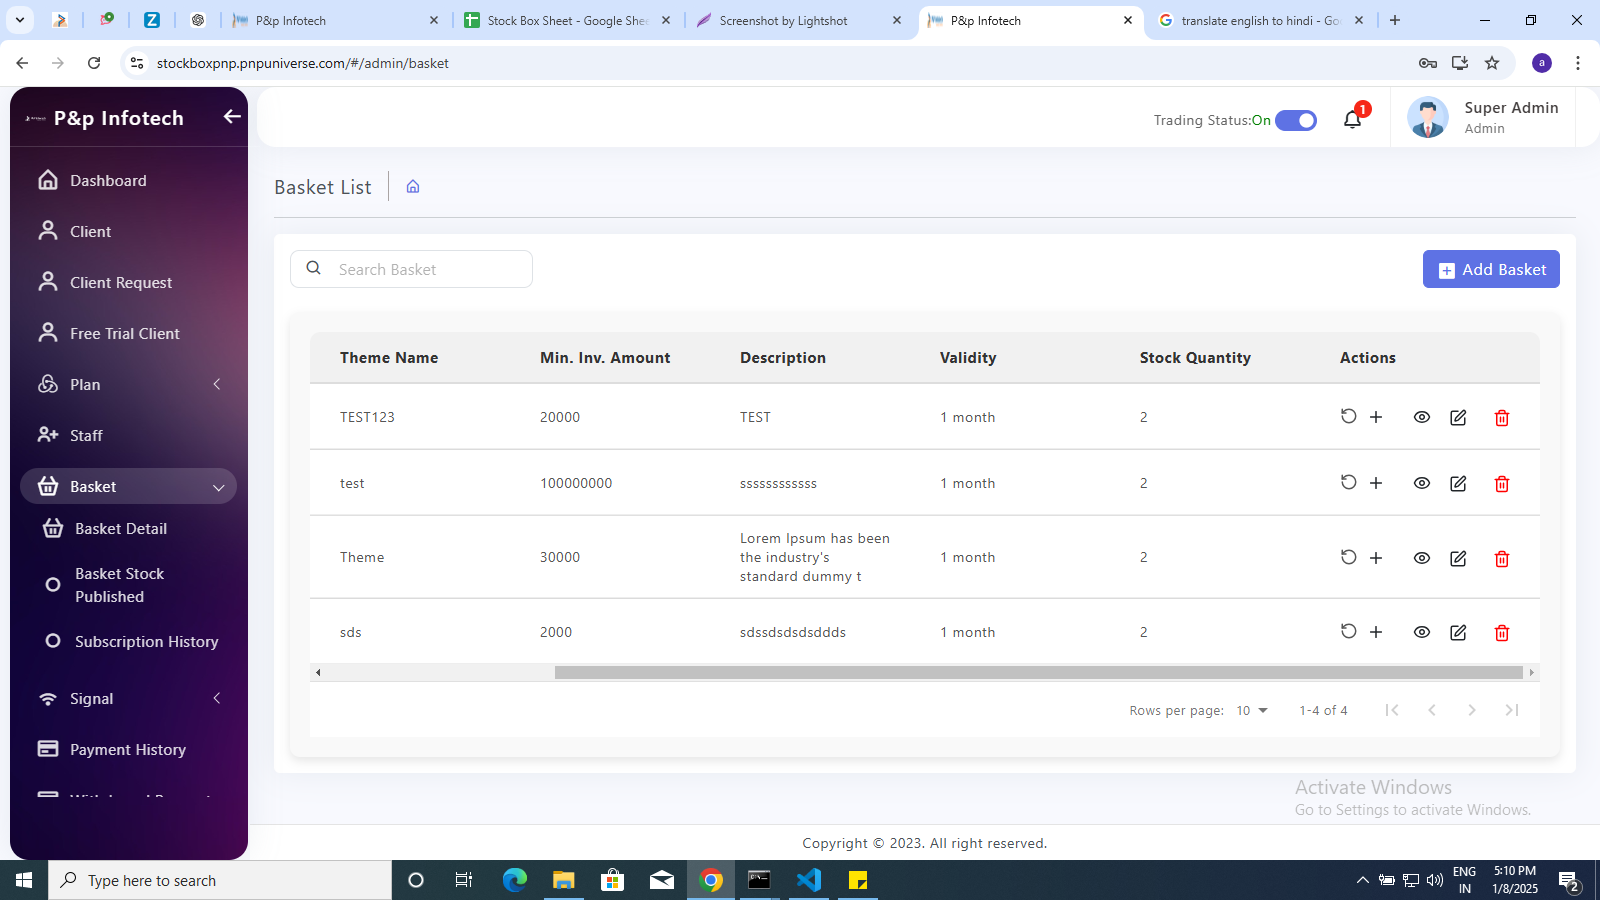 P&p Infotech
Stock Box Sheet - Google Shee
Screenshot by Lightshot
P&p Infotech
translate english to hindi - Go
stockboxpnp.pnpuniverse.com/#/admin/basket
a
P&p Infotech
Trading Status:On
1
Super Admin
Admin
Dashboard
Client
Client Request
Free Trial Client
Plan
Staff
Basket
Basket Detail
Basket Stock
Published
Subscription History
Signal
Payment History
Basket List
Search Basket
Add Basket
Theme Name Min. Inv. Amount Description Validity Stock Quantity Actions
TEST123 20000 TEST 1 month 2
test 100000000 ssssssssssss 1 month 2
Theme 30000 Lorem Ipsum has been
the industry's
standard dummy t 1 month 2
sds 2000 sdssdsdsdsddds 1 month 2
Rows per page: 10 1-4 of 4
Activate Windows
Go to Settings to activate Windows.
Copyright © 2023. All right reserved.
Type here to search
ENG
IN
5:10 PM
1/8/2025
2